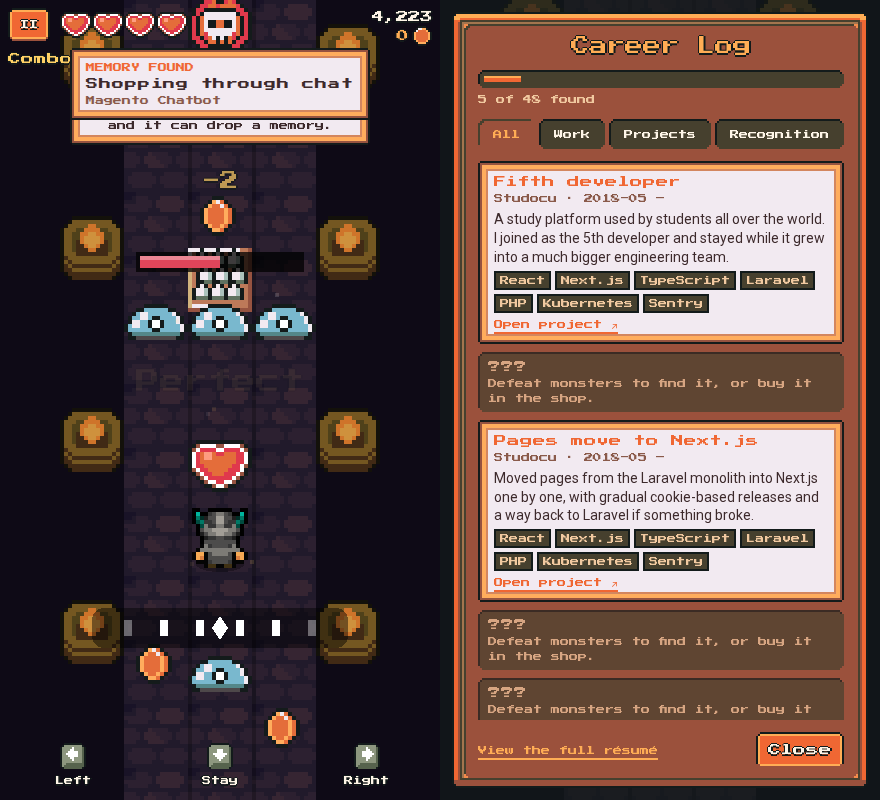 II
4,223
0
Combo
MEMORY FOUND
Shopping through chat
Magento Chatbot
and it can drop a memory.
-2
Perfect
Left
Stay
Right
Career Log
5 of 48 found
All
Work
Projects
Recognition
Fifth developer
Studocu · 2018-05 —
A study platform used by students all over the world.
I joined as the 5th developer and stayed while it grew
into a much bigger engineering team.
React Next.js TypeScript Laravel
PHP Kubernetes Sentry
Open project ↗
???
Defeat monsters to find it, or buy it
in the shop.
Pages move to Next.js
Studocu · 2018-05 —
Moved pages from the Laravel monolith into Next.js
one by one, with gradual cookie-based releases and
a way back to Laravel if something broke.
React Next.js TypeScript Laravel
PHP Kubernetes Sentry
Open project ↗
???
Defeat monsters to find it, or buy it
in the shop.
???
Defeat monsters to find it, or buy it
View the full résumé
Close